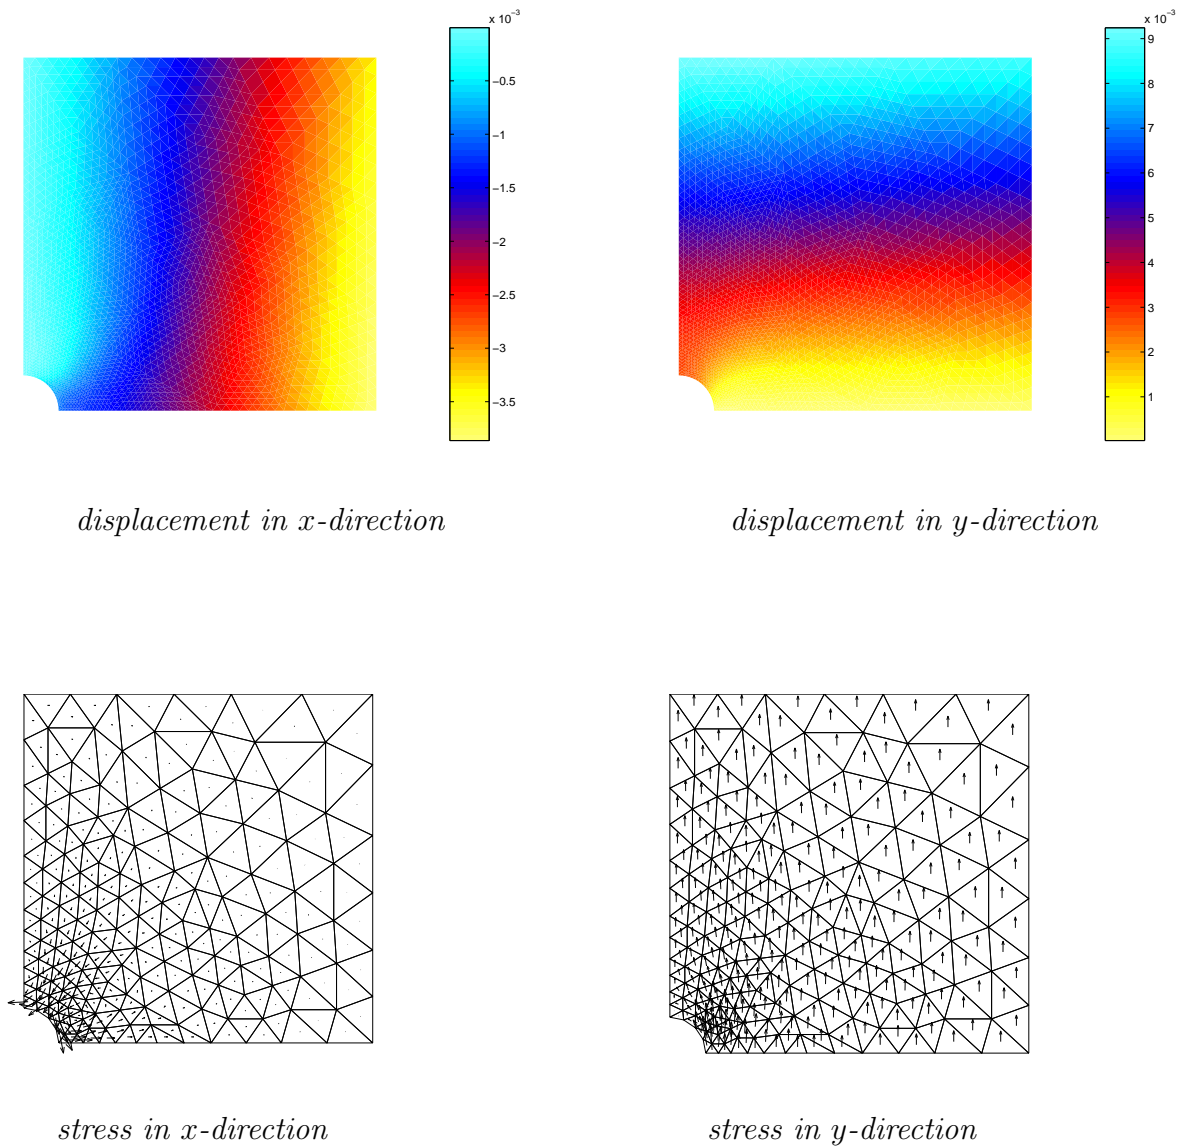 x 10⁻³
−0.5
−1
−1.5
−2
−2.5
−3
−3.5
x 10⁻³
9
8
7
6
5
4
3
2
1
displacement in x-direction
displacement in y-direction
stress in x-direction
stress in y-direction